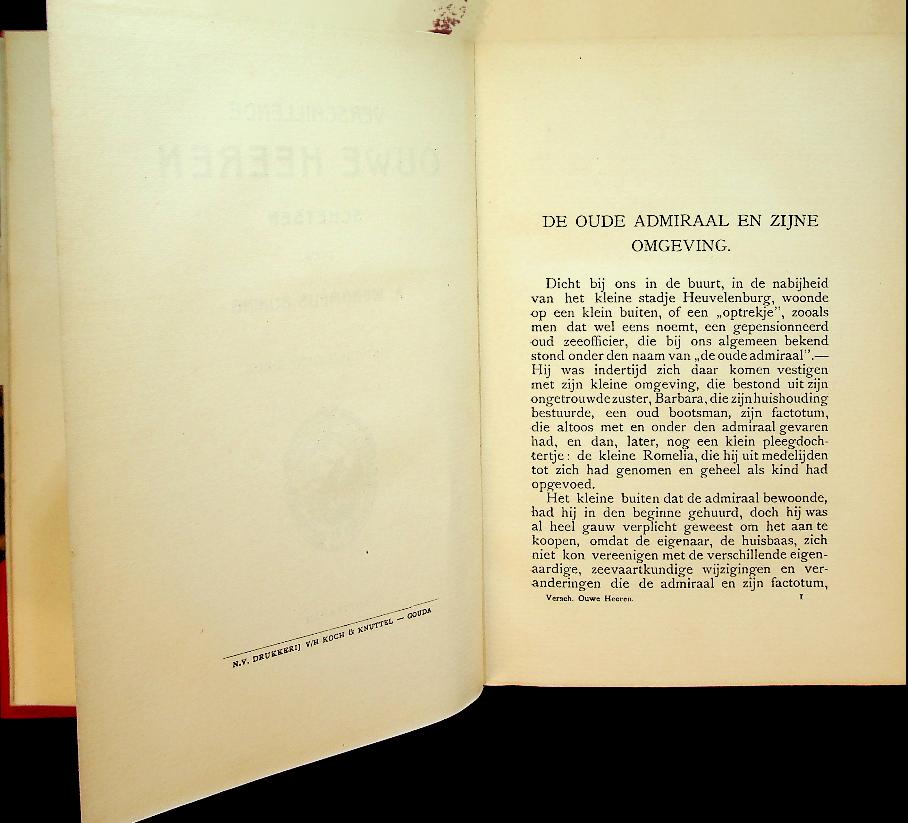 N.V. DRUKKERIJ V/H KOCH & KNUTTEL — GOUDA
DE OUDE ADMIRAAL EN ZIJNE
OMGEVING.
Dicht bij ons in de buurt, in de nabijheid
van het kleine stadje Heuvelenburg, woonde
op een klein buiten, of een „optrekje”, zooals
men dat wel eens noemt, een gepensionneerd
oud zeeofficier, die bij ons algemeen bekend
stond onder den naam van „de oude admiraal”.—
Hij was indertijd zich daar komen vestigen
met zijn kleine omgeving, die bestond uit zijn
ongetrouwde zuster, Barbara, die zijn huishouding
bestuurde, een oud bootsman, zijn factotum,
die altoos met en onder den admiraal gevaren
had, en dan, later, nog een klein pleegdoch-
tertje: de kleine Romelia, die hij uit medelijden
tot zich had genomen en geheel als kind had
opgevoed.
Het kleine buiten dat de admiraal bewoonde,
had hij in den beginne gehuurd, doch hij was
al heel gauw verplicht geweest om het aan te
koopen, omdat de eigenaar, de huisbaas, zich
niet kon vereenigen met de verschillende eigen-
aardige, zeevaartkundige wijzigingen en ver-
anderingen die de admiraal en zijn factotum,
Versch. Ouwe Heeren. 1